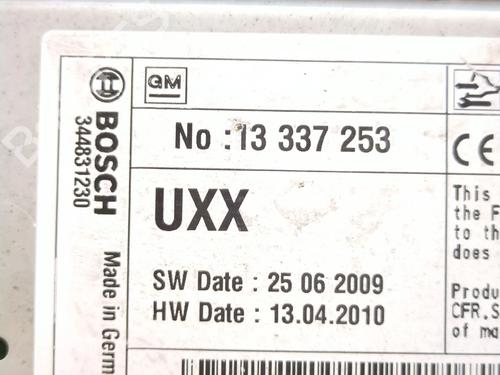 GM
BOSCH
344831230
Made in Germ
No :13 337 253
UXX
SW Date : 25 06 2009
HW Date : 13.04.2010
CE
This
the F
to th
does
Produ
CFR.S
of ma